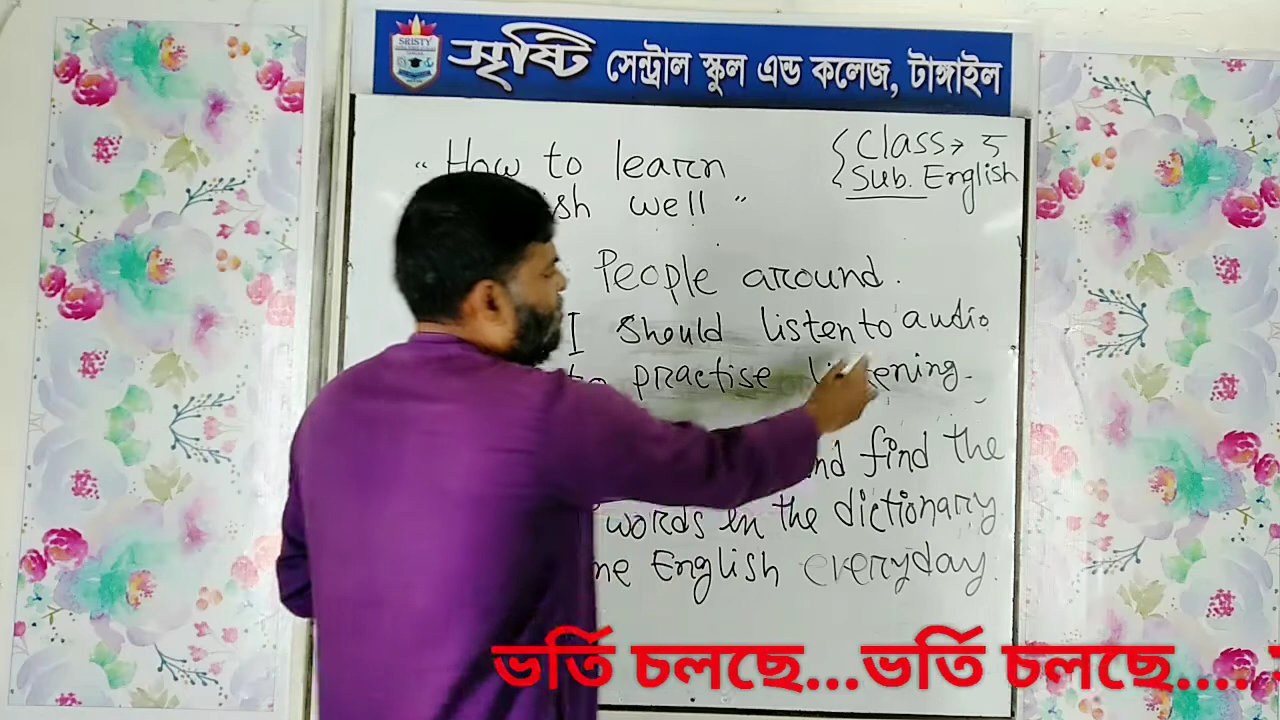 SRISTY
সৃষ্টি সেন্ট্রাল স্কুল এন্ড কলেজ, টাঙ্গাইল
Class → 5
Sub. English
“ How to learn
sh well ”
People around.
I should listen to audio
to practise listening.
nd find the
words in the dictionary.
me English everyday.
ভর্তি চলছে...ভর্তি চলছে....